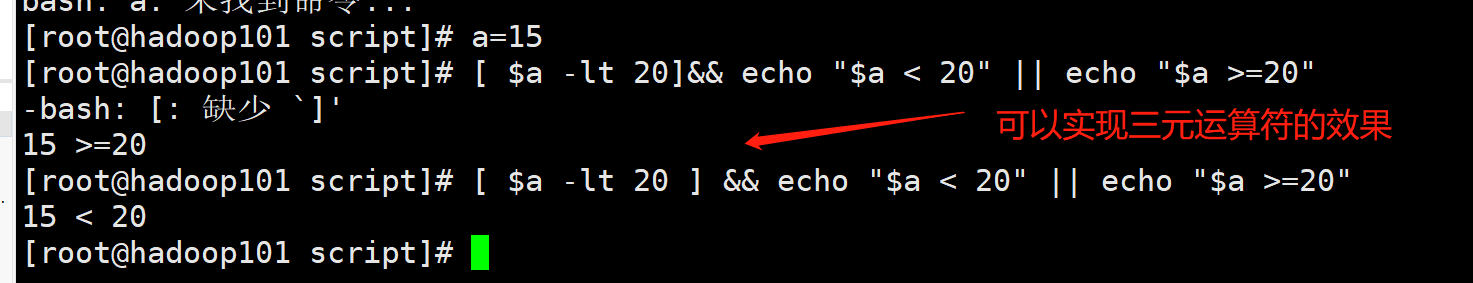 bash: a: 未找到命令...
[root@hadoop101 script]# a=15
[root@hadoop101 script]# [ $a -lt 20]&& echo "$a < 20" || echo "$a >=20"
-bash: [: 缺少 `]'
15 >=20
可以实现三元运算符的效果
[root@hadoop101 script]# [ $a -lt 20 ] && echo "$a < 20" || echo "$a >=20"
15 < 20
[root@hadoop101 script]#